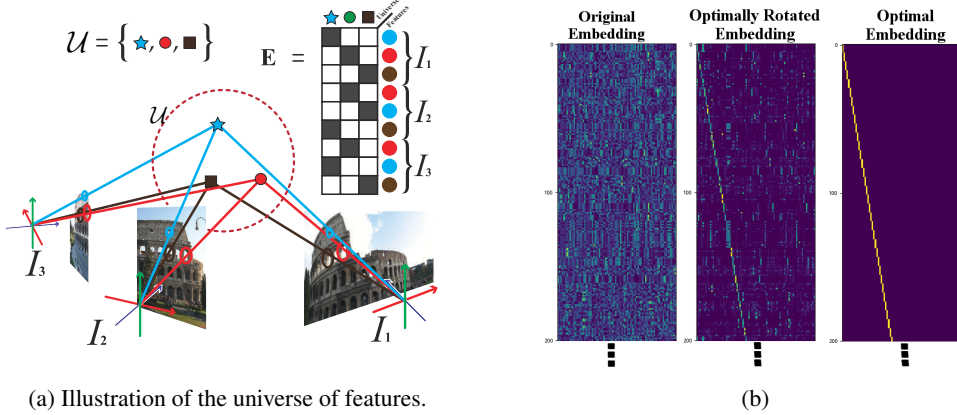 𝒰 = { , , }
E =
Universe
Features
I₁
I₂
I₃
𝒰
I₃
I₂
I₁
(a) Illustration of the universe of features.
Original
Embedding
Optimally Rotated
Embedding
Optimal
Embedding
0
100
200
0
100
200
0
100
200
(b)